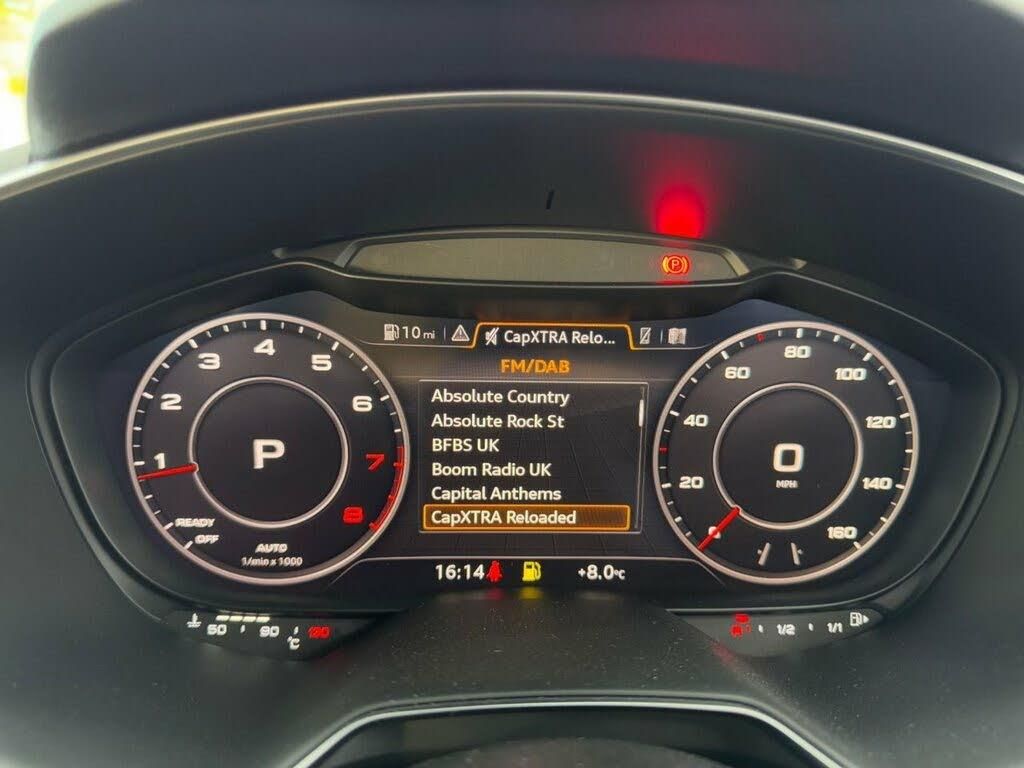 10 mi
CapXTRA Relo...
FM/DAB
Absolute Country
Absolute Rock St
BFBS UK
Boom Radio UK
Capital Anthems
CapXTRA Reloaded
1
2
3
4
5
6
7
8
P
READY
OFF
AUTO
1/min x 1000
0
20
40
60
80
100
120
140
160
0
MPH
16:14
+8.0°C
50
90
130
°C
1/2
1/1
P